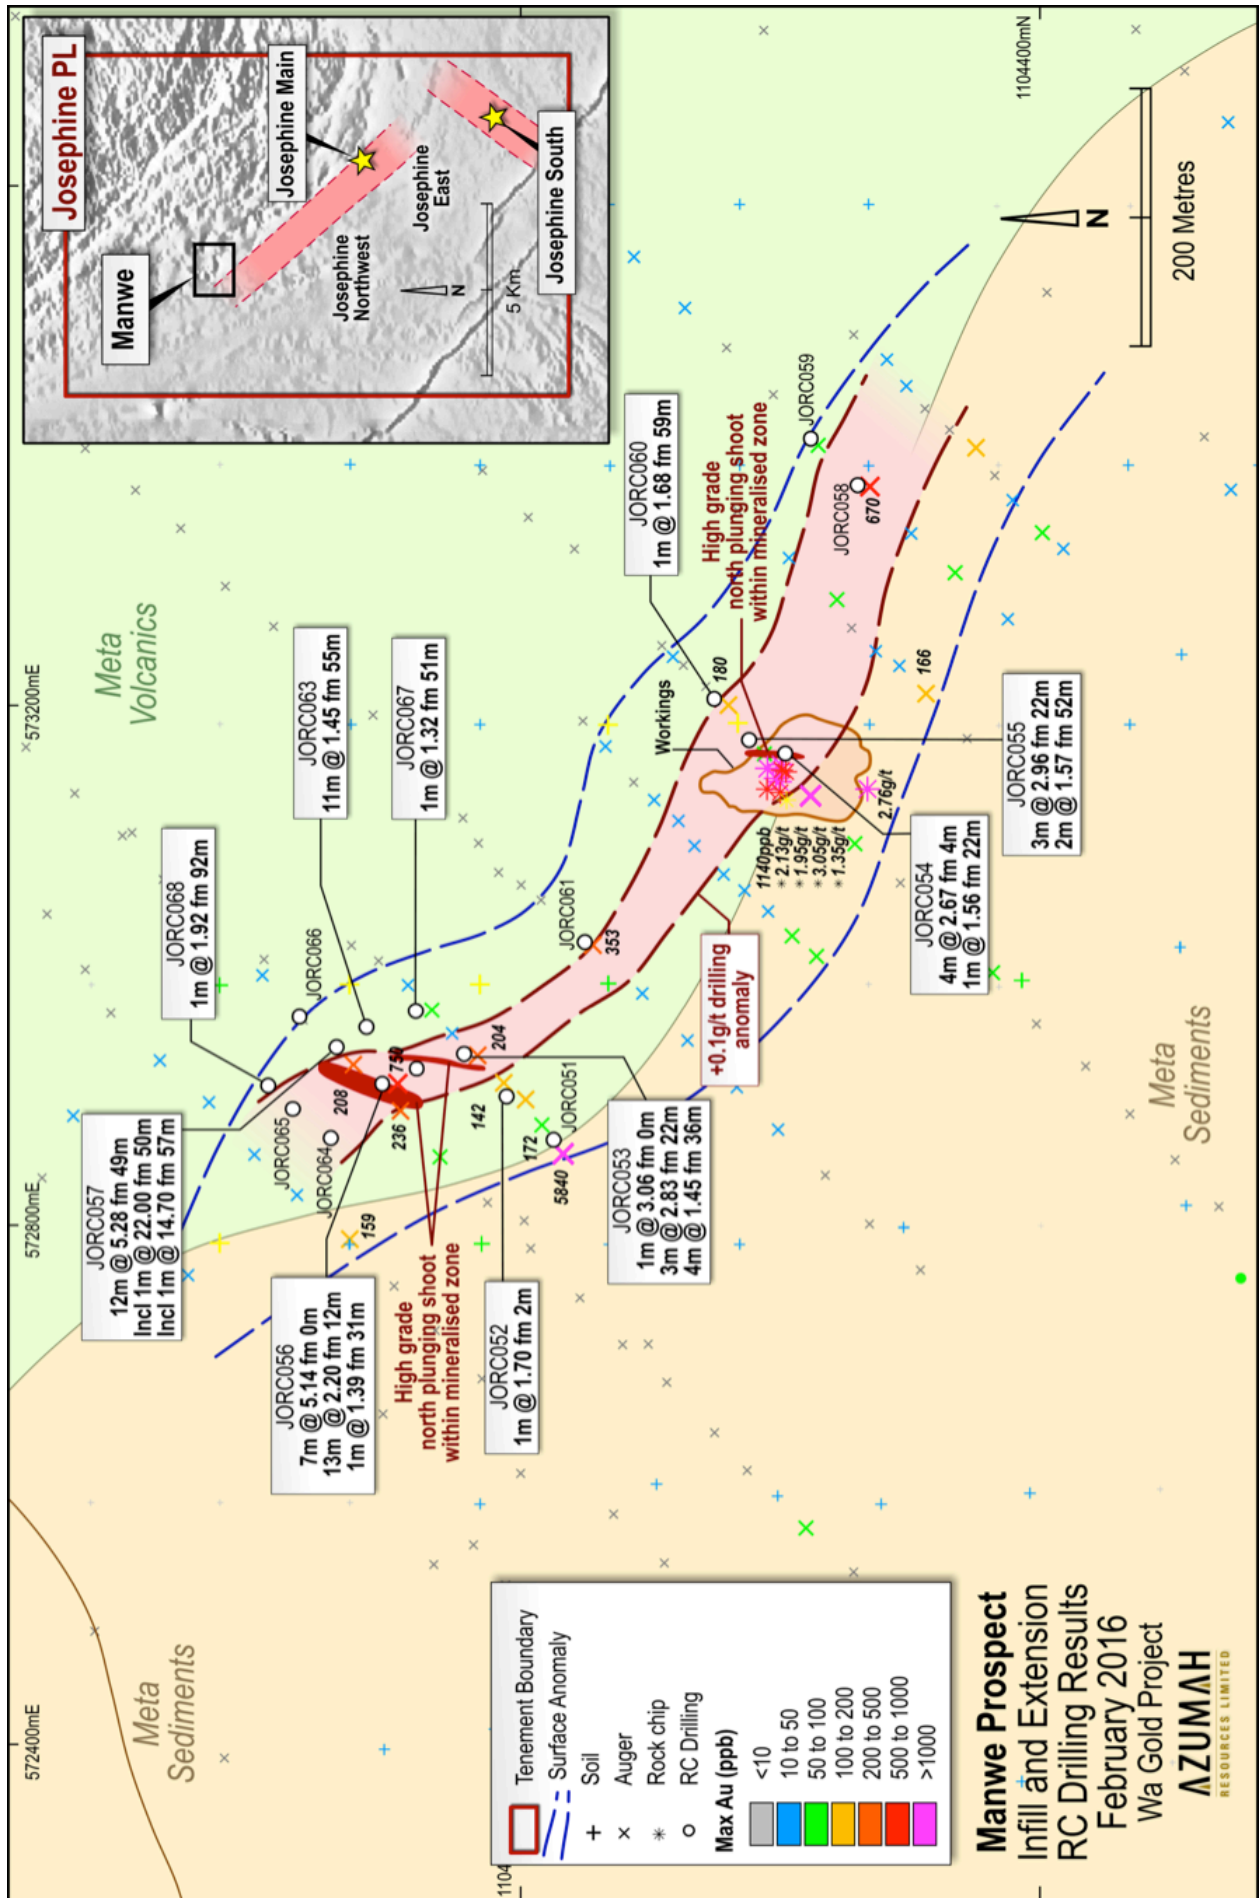 573200mE
572800mE
572400mE
1104400mN
1104
Josephine PL
Manwe
Josephine Main
Josephine
Northwest
Josephine
East
Josephine South
N
5 Km
Meta
Volcanics
Meta
Sediments
Meta
Sediments
N
200 Metres
JORC068
1m @ 1.92 fm 92m
JORC063
11m @ 1.45 fm 55m
JORC067
1m @ 1.32 fm 51m
JORC060
1m @ 1.68 fm 59m
JORC057
12m @ 5.28 fm 49m
Incl 1m @ 22.00 fm 50m
Incl 1m @ 14.70 fm 57m
JORC056
7m @ 5.14 fm 0m
13m @ 2.20 fm 12m
1m @ 1.39 fm 31m
JORC052
1m @ 1.70 fm 2m
JORC053
1m @ 3.06 fm 0m
3m @ 2.83 fm 22m
4m @ 1.45 fm 36m
JORC054
4m @ 2.67 fm 4m
1m @ 1.56 fm 22m
JORC055
3m @ 2.96 fm 22m
2m @ 1.57 fm 52m
High grade
north plunging shoot
within mineralised zone
High grade
north plunging shoot
within mineralised zone
+0.1g/t drilling
anomaly
Workings
JORC066
JORC065
JORC064
JORC061
JORC051
JORC059
JORC058
208
750
236
204
142
172
5840
159
353
180
670
166
1140ppb
* 2.13g/t
* 1.95g/t
* 3.05g/t
* 1.35g/t
2.76g/t
Tenement Boundary
Surface Anomaly
Soil
Auger
Rock chip
RC Drilling
Max Au (ppb)
<10
10 to 50
50 to 100
100 to 200
200 to 500
500 to 1000
>1000
Manwe Prospect
Infill and Extension
RC Drilling Results
February 2016
Wa Gold Project
AZUMAH
RESOURCES LIMITED